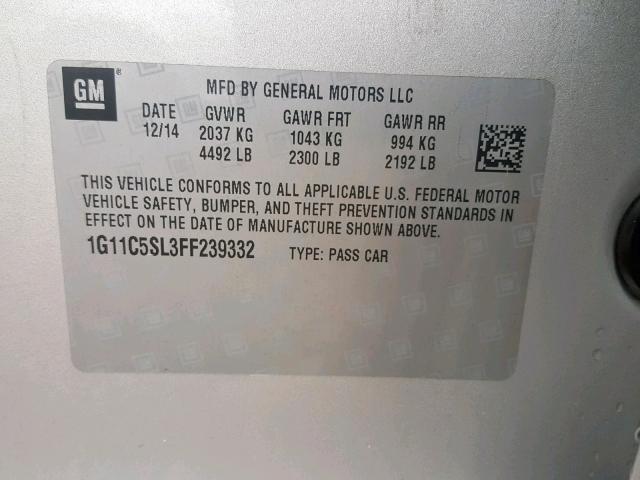 GM®
MFD BY GENERAL MOTORS LLC
DATE GVWR GAWR FRT GAWR RR
12/14 2037 KG 1043 KG 994 KG
4492 LB 2300 LB 2192 LB
THIS VEHICLE CONFORMS TO ALL APPLICABLE U.S. FEDERAL MOTOR
VEHICLE SAFETY, BUMPER, AND THEFT PREVENTION STANDARDS IN
EFFECT ON THE DATE OF MANUFACTURE SHOWN ABOVE.
1G11C5SL3FF239332 TYPE: PASS CAR